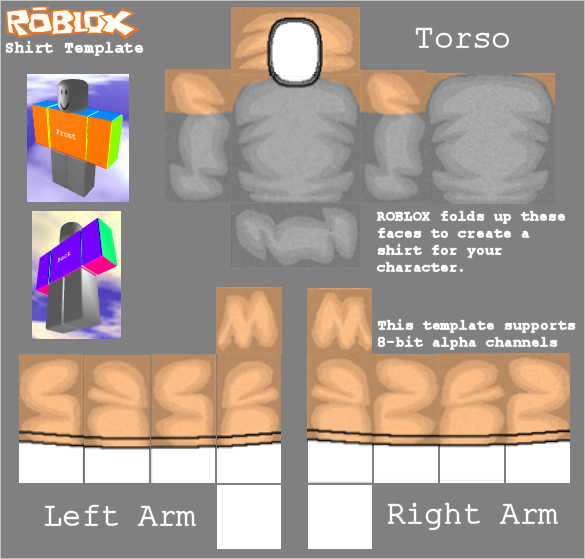 ROBLOX
Shirt Template
Torso
Front
Back
ROBLOX folds up these
faces to create a
shirt for your
character.
This template supports
8-bit alpha channels
Left Arm
Right Arm